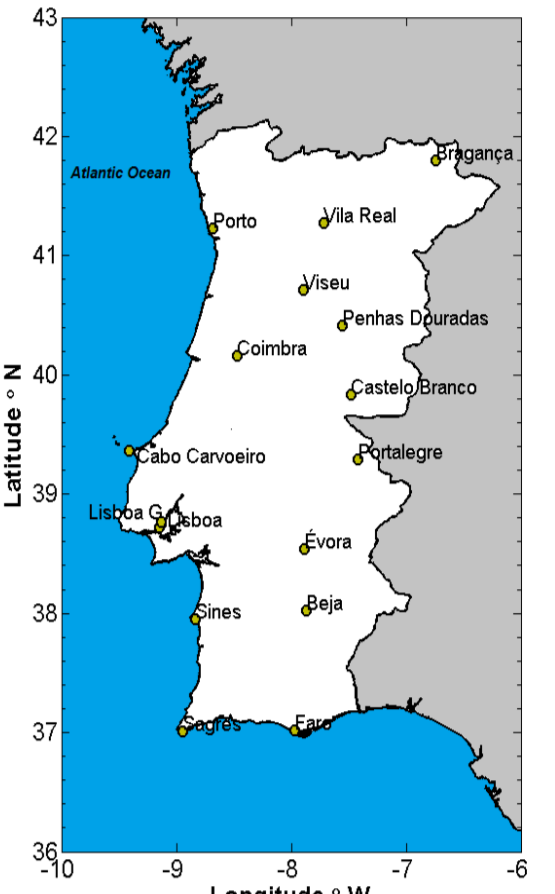 43
42
Bragança
Atlantic Ocean
Porto
Vila Real
41
Viseu
Penhas Douradas
Coimbra
40
Castelo Branco
Latitude º N
Cabo Carvoeiro
Portalegre
39
Lisboa G
Lisboa
Évora
38
Sines
Beja
37
Sagres
Faro
36
-10
-9
-8
-7
-6
Longitude º W